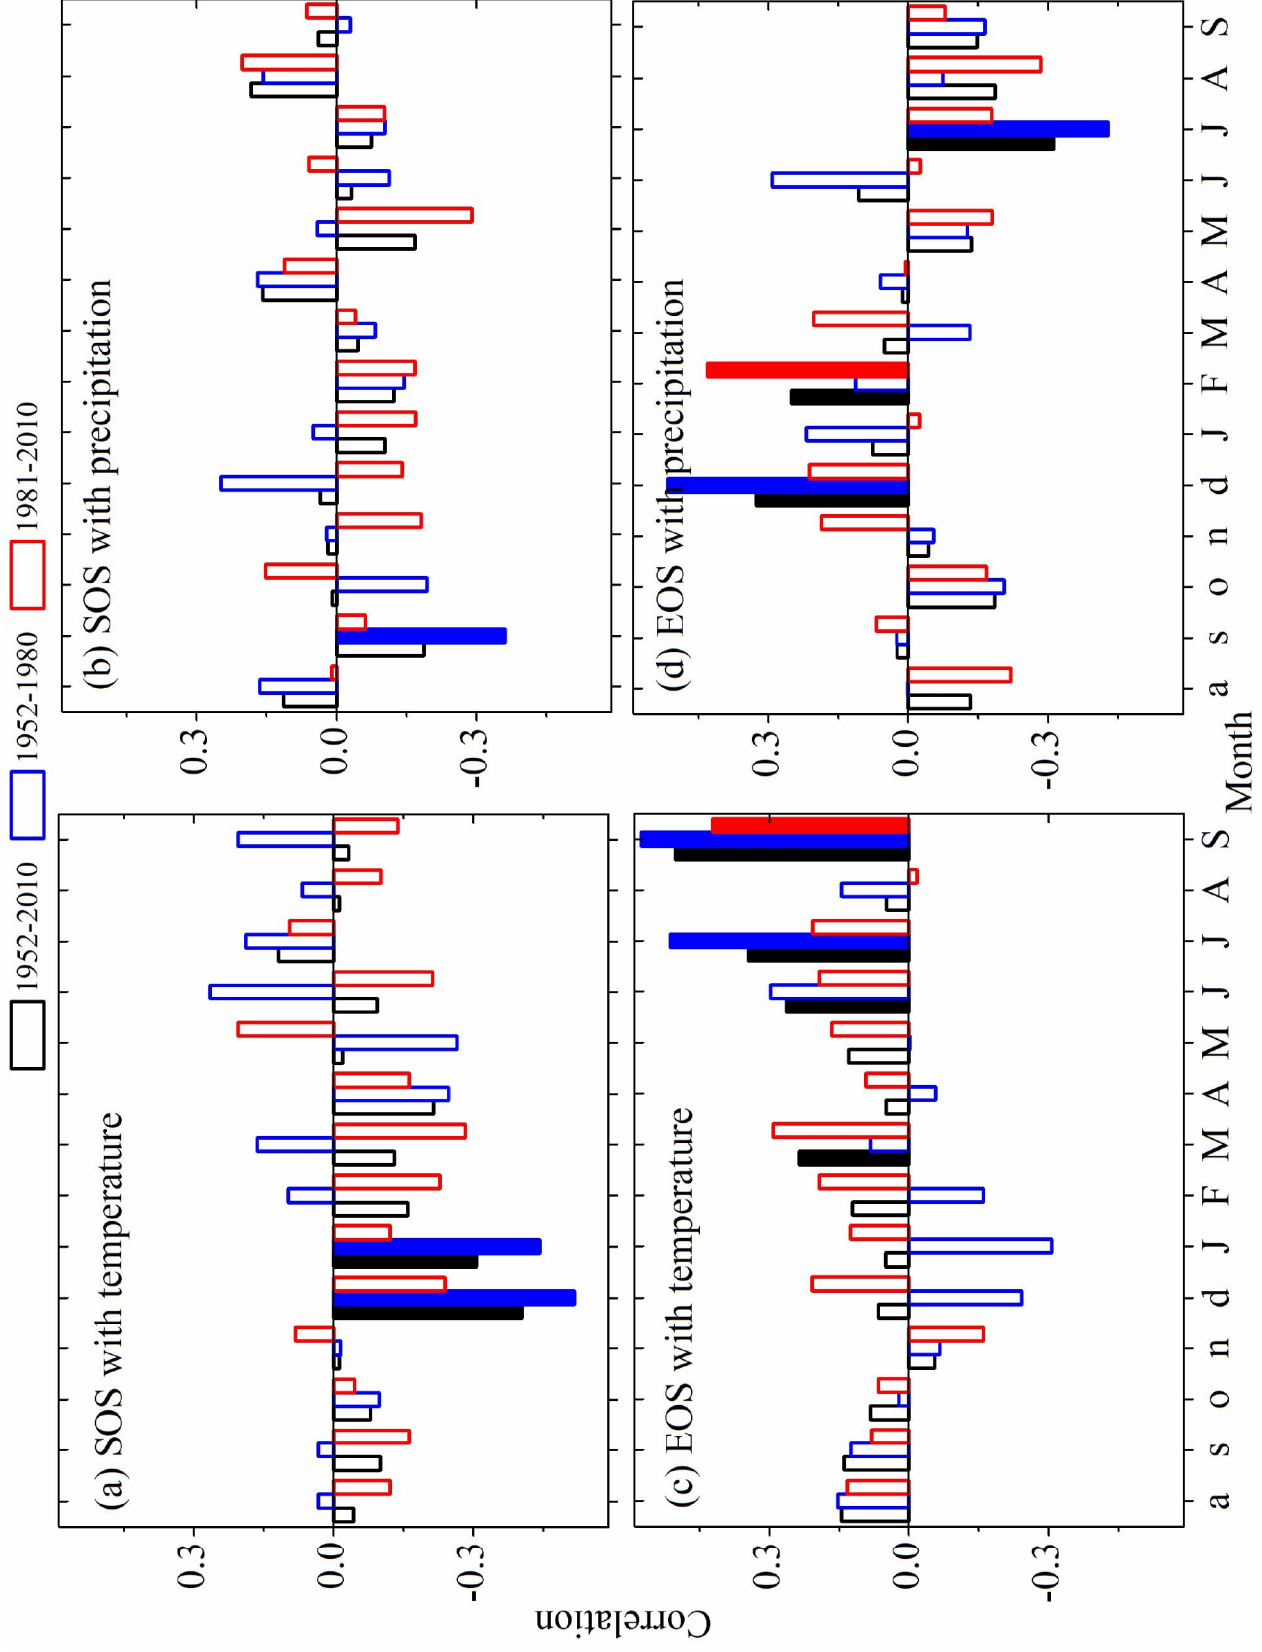 1952-2010 1952-1980 1981-2010
(a) SOS with temperature
0.3
0.0
-0.3
(b) SOS with precipitation
0.3
0.0
-0.3
(c) EOS with temperature
0.3
0.0
-0.3
a s o n d J F M A M J J A S
(d) EOS with precipitation
0.3
0.0
-0.3
a s o n d J F M A M J J A S
Correlation
Month